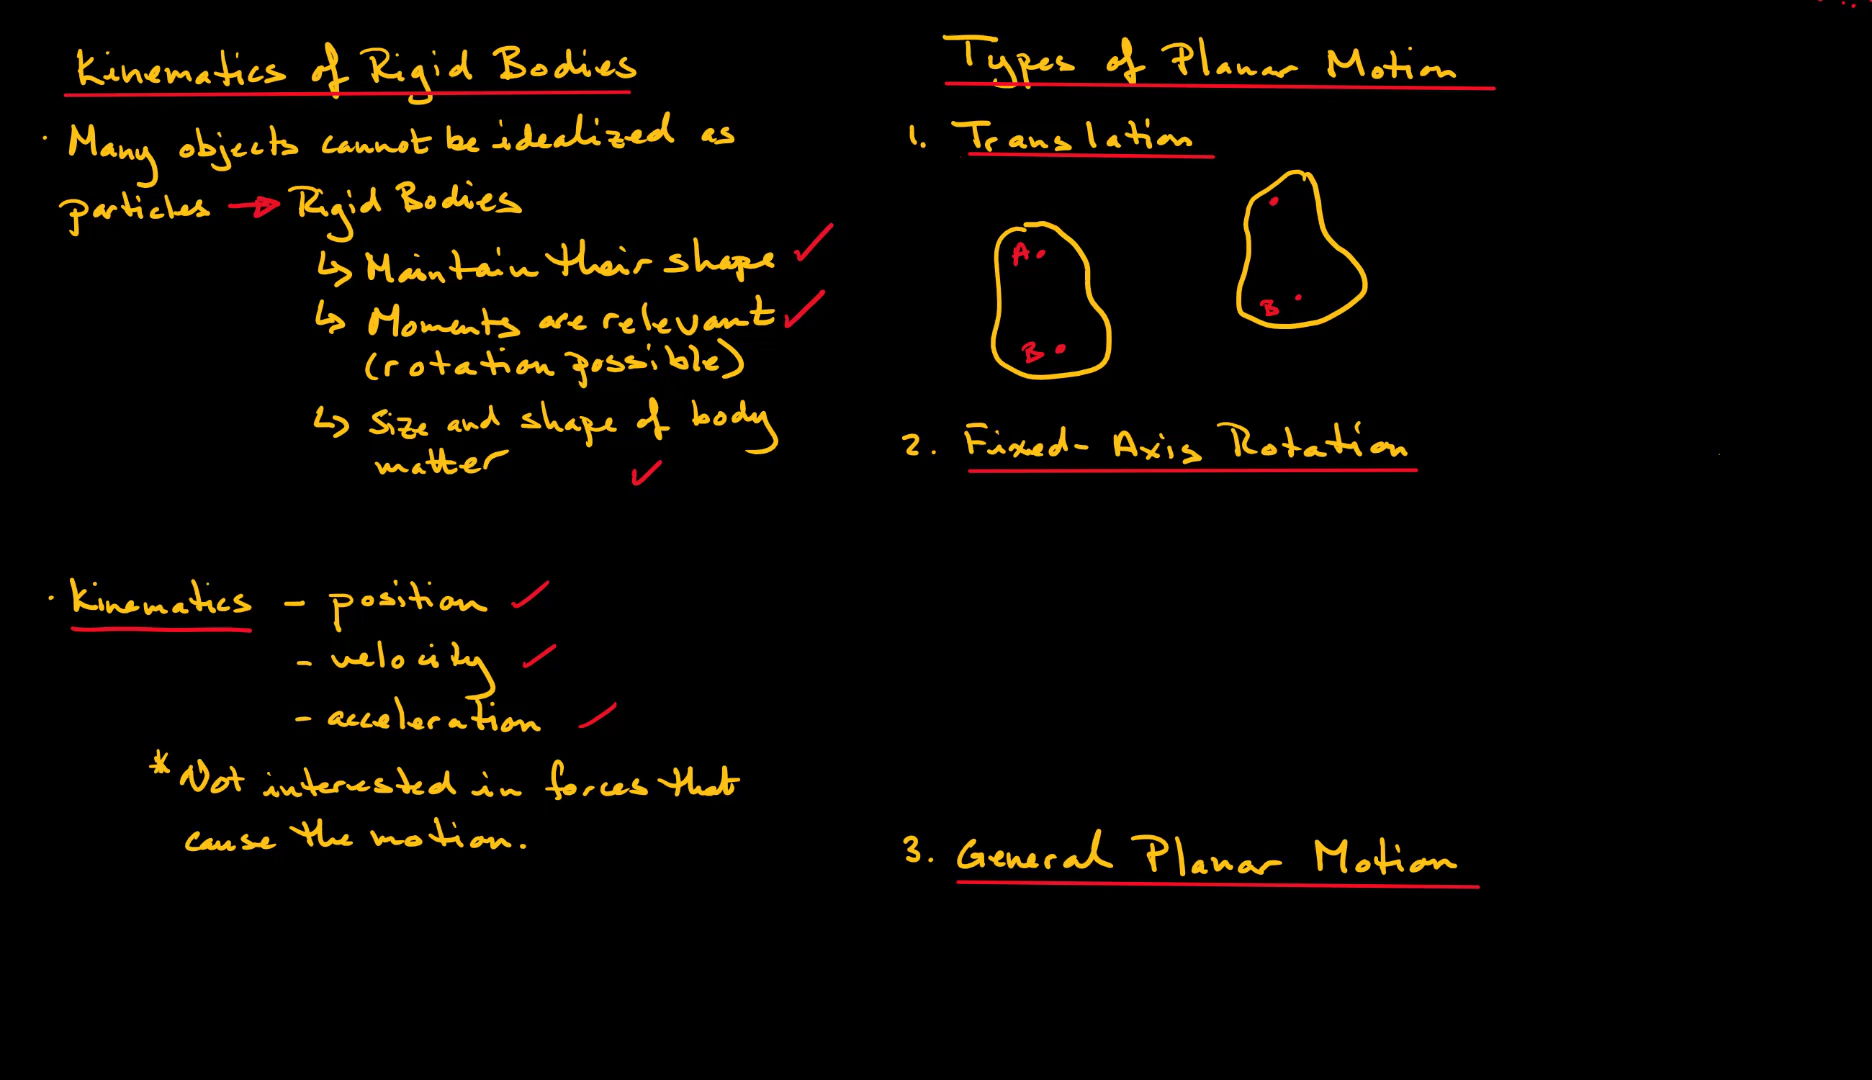 Kinematics of Rigid Bodies
· Many objects cannot be idealized as
particles → Rigid Bodies
↳ Maintain their shape ✓
↳ Moments are relevant ✓
(rotation possible)
↳ Size and shape of body
matter ✓
· Kinematics - position ✓
- velocity ✓
- acceleration ✓
* Not interested in forces that
cause the motion.
Types of Planar Motion
1. Translation
A
B
B
2. Fixed-Axis Rotation
3. General Planar Motion